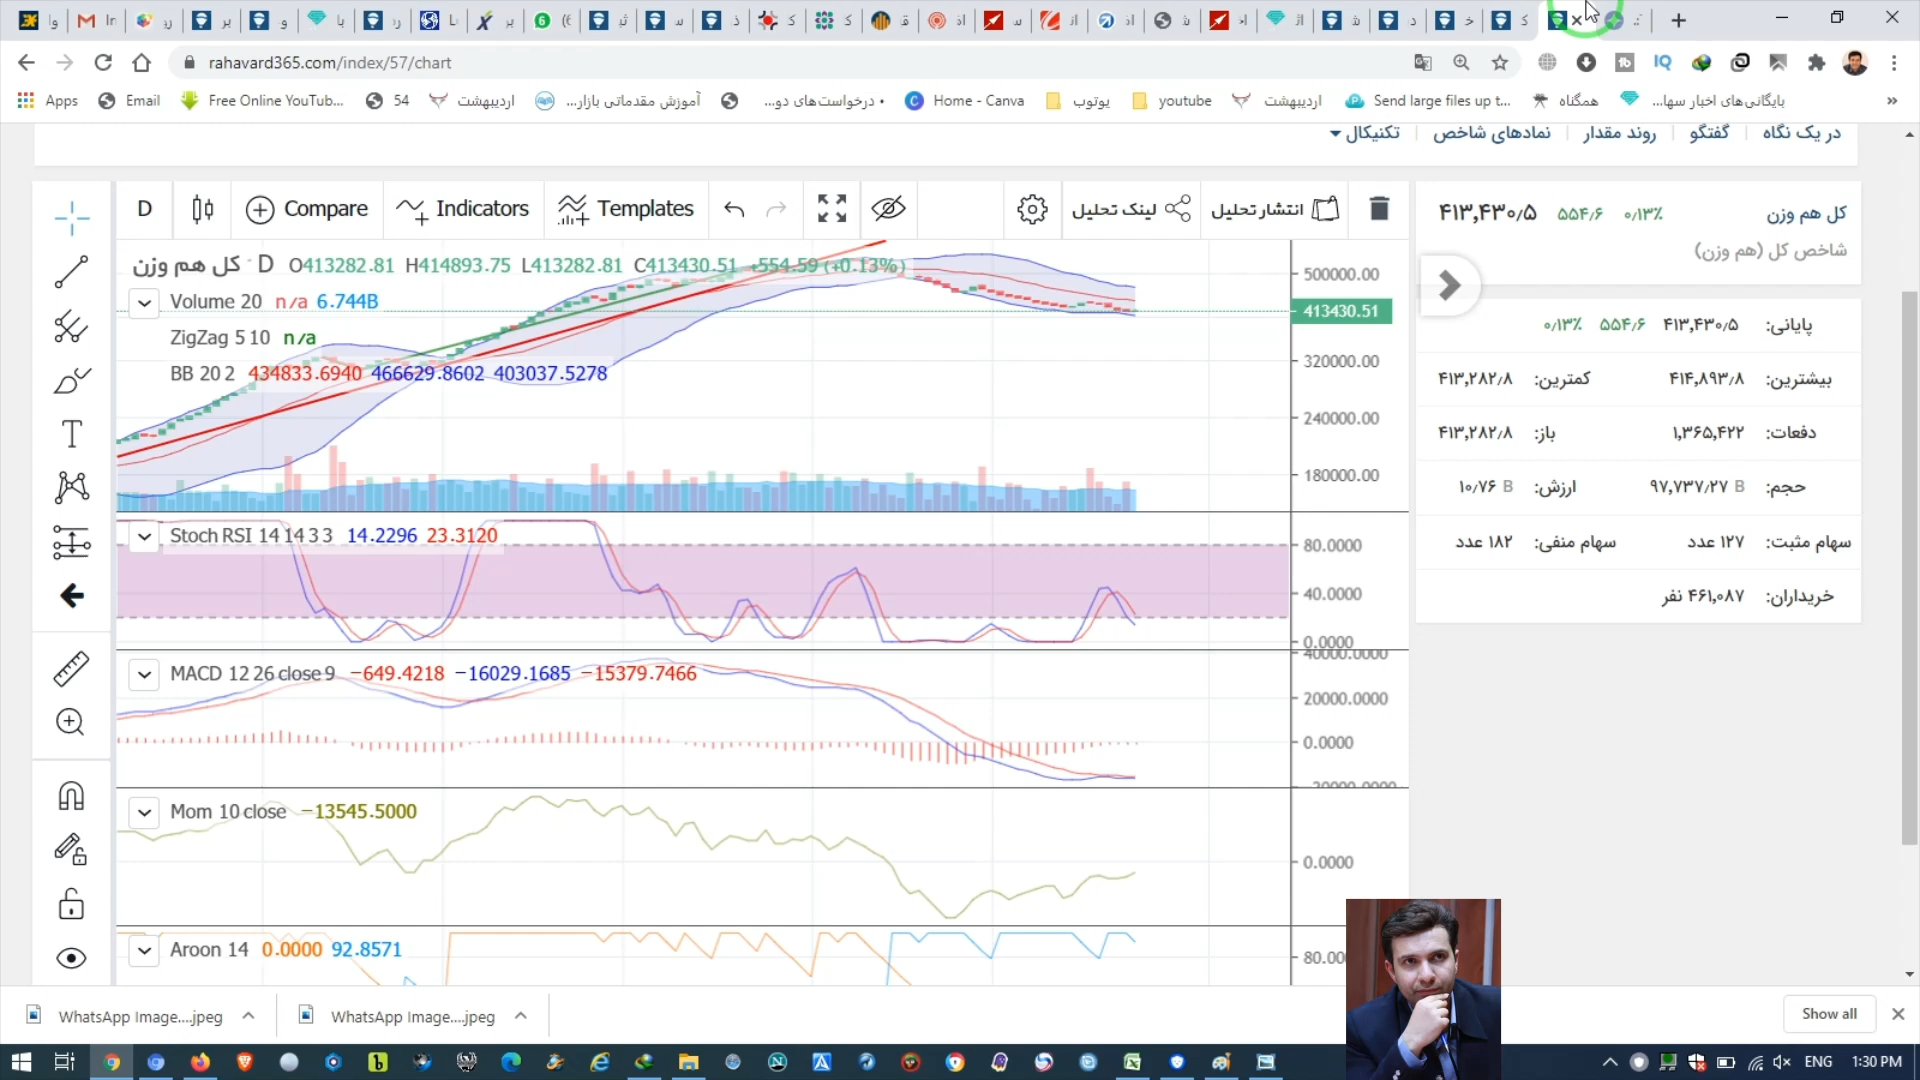 rahavard365.com/index/57/chart
Apps
Email
Free Online YouTub...
54
اردیبهشت
آموزش مقدماتی بازار...
درخواست‌های دو...
Home - Canva
یوتوب
youtube
اردیبهشت
Send large files up t...
همگناه
بایگانی‌های اخبار سها...
»
در یک نگاه
گفتگو
روند مقدار
نمادهای شاخص
تکنیکال
D
Compare
Indicators
Templates
لینک تحلیل
انتشار تحلیل
کل هم وزن
۰٫۱۳٪
۵۵۴٫۶
۴۱۳,۴۳۰٫۵
شاخص کل (هم وزن)
کل هم وزن - D O413282.81 H414893.75 L413282.81 C413430.51 +554.59 (+0.13%)
Volume 20 n/a 6.744B
ZigZag 5 10 n/a
BB 20 2 434833.6940 466629.8602 403037.5278
500000.00
413430.51
320000.00
240000.00
180000.00
پایانی: ۴۱۳,۴۳۰٫۵ ۵۵۴٫۶ ۰٫۱۳٪
بیشترین: ۴۱۴,۸۹۳٫۸ کمترین: ۴۱۳,۲۸۲٫۸
دفعات: ۱,۳۶۵,۴۲۲ باز: ۴۱۳,۲۸۲٫۸
حجم: ۹۷,۷۳۷٫۲۷ B ارزش: ۱۰٫۷۶ B
سهام مثبت: ۱۲۷ عدد سهام منفی: ۱۸۲ عدد
خریداران: ۴۶۱,۰۸۷ نفر
Stoch RSI 14 14 3 3 14.2296 23.3120
80.0000
40.0000
0.0000
MACD 12 26 close 9 −649.4218 −16029.1685 −15379.7466
40000.0000
20000.0000
0.0000
-20000.0000
Mom 10 close −13545.5000
0.0000
Aroon 14 0.0000 92.8571
80.00
WhatsApp Image....jpeg
WhatsApp Image....jpeg
Show all
ENG
1:30 PM